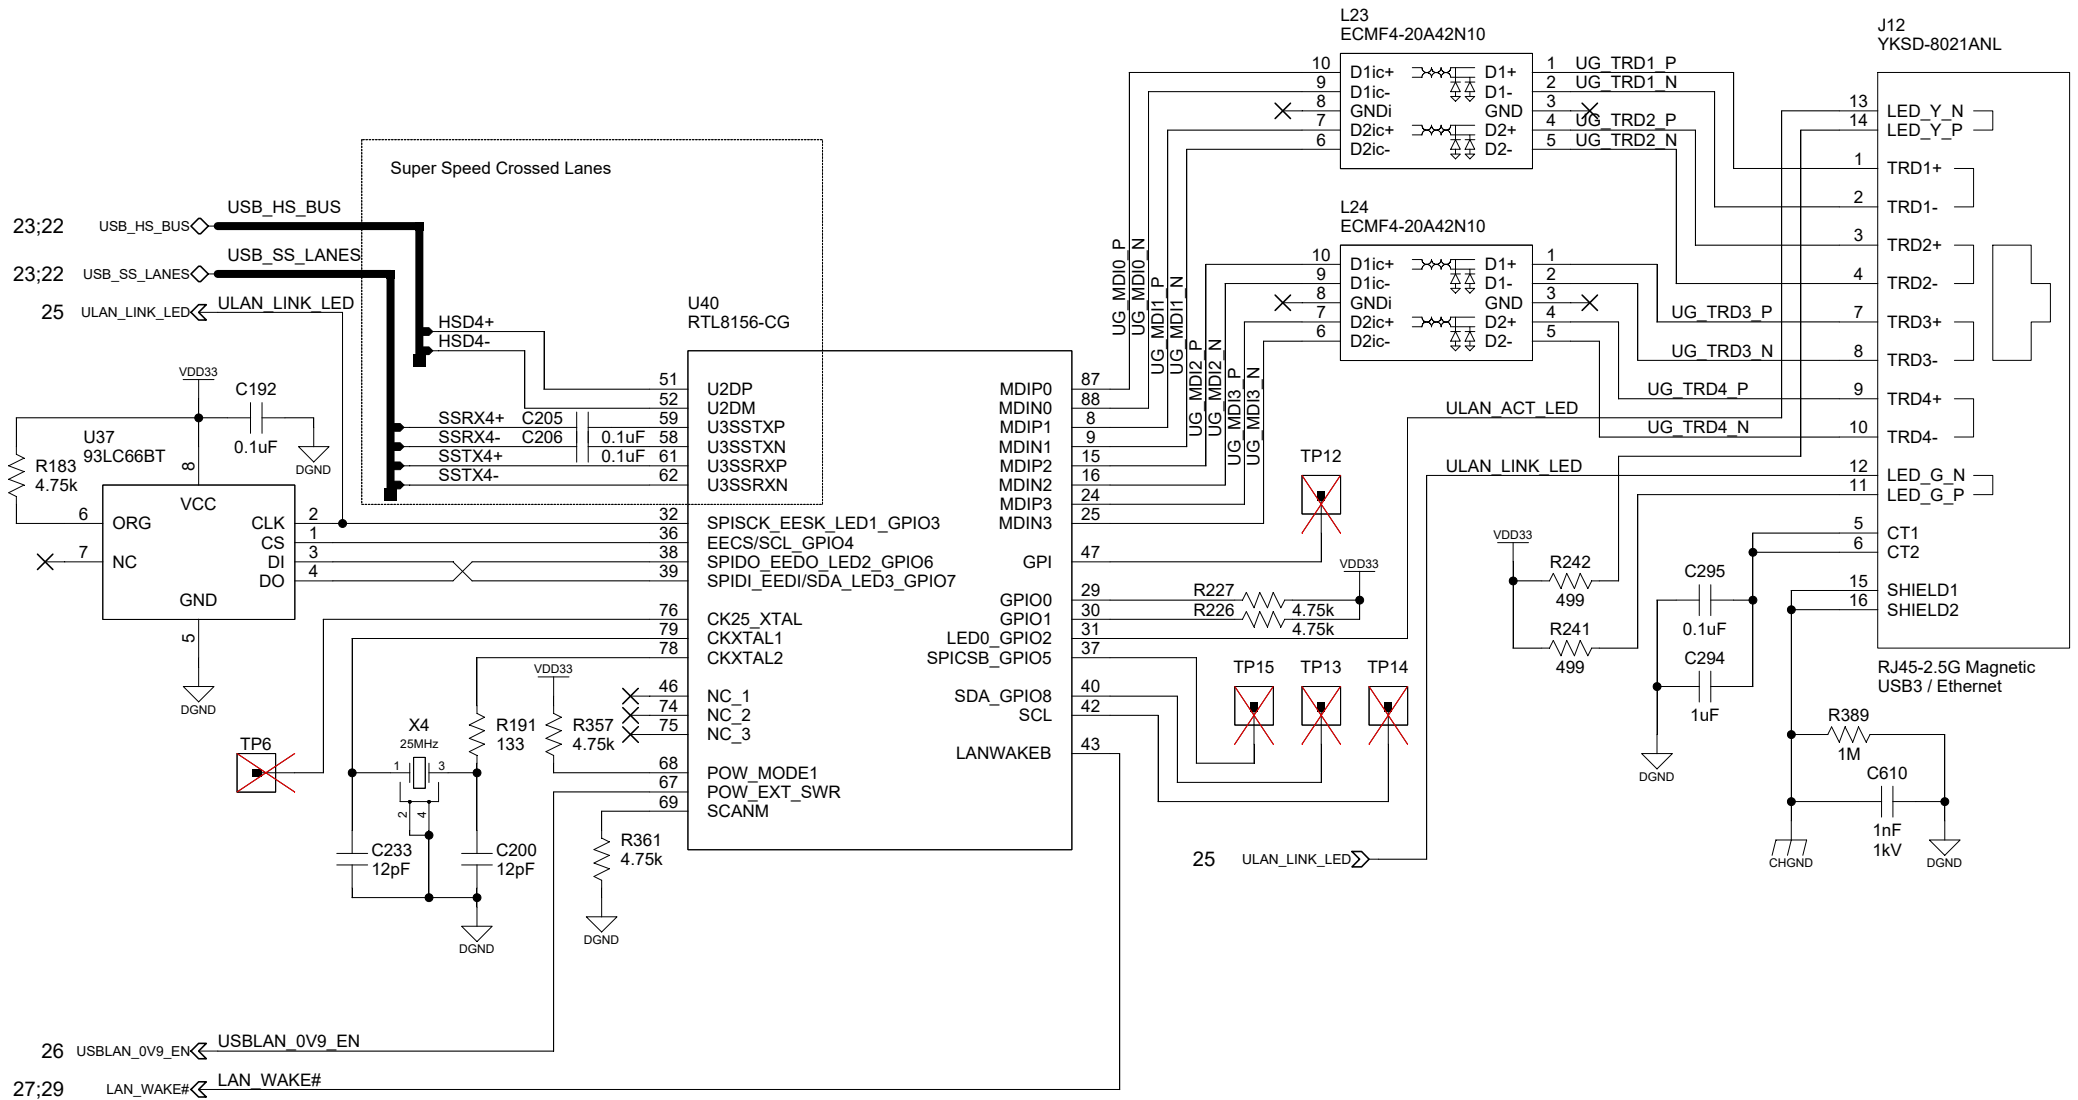 L23
ECMF4-20A42N10
10 D1ic+ D1+ 1 UG_TRD1_P
9 D1ic- D1- 2 UG_TRD1_N
8 GNDi GND 3
7 D2ic+ D2+ 4 UG_TRD2_P
6 D2ic- D2- 5 UG_TRD2_N
L24
ECMF4-20A42N10
10 D1ic+ D1+ 1
9 D1ic- D1- 2
8 GNDi GND 3
7 D2ic+ D2+ 4
6 D2ic- D2- 5
UG_TRD3_P
UG_TRD3_N
UG_TRD4_P
UG_TRD4_N
J12
YKSD-8021ANL
13 LED_Y_N
14 LED_Y_P
1 TRD1+
2 TRD1-
3 TRD2+
4 TRD2-
7 TRD3+
8 TRD3-
9 TRD4+
10 TRD4-
12 LED_G_N
11 LED_G_P
5 CT1
6 CT2
15 SHIELD1
16 SHIELD2
RJ45-2.5G Magnetic
USB3 / Ethernet
Super Speed Crossed Lanes
23;22 USB_HS_BUS USB_HS_BUS
23;22 USB_SS_LANES USB_SS_LANES
25 ULAN_LINK_LED ULAN_LINK_LED
HSD4+
HSD4-
SSRX4+ C205 0.1uF
SSRX4- C206 0.1uF
SSTX4+
SSTX4-
U40
RTL8156-CG
51 U2DP
52 U2DM
59 U3SSTXP
58 U3SSTXN
61 U3SSRXP
62 U3SSRXN
32 SPISCK_EESK_LED1_GPIO3
36 EECS/SCL_GPIO4
38 SPIDO_EEDO_LED2_GPIO6
39 SPIDI_EEDI/SDA_LED3_GPIO7
76 CK25_XTAL
79 CKXTAL1
78 CKXTAL2
46 NC_1
74 NC_2
75 NC_3
68 POW_MODE1
67 POW_EXT_SWR
69 SCANM
MDIP0 87
MDIN0 88
MDIP1 8
MDIN1 9
MDIP2 15
MDIN2 16
MDIP3 24
MDIN3 25
GPI 47
GPIO0 29
GPIO1 30
LED0_GPIO2 31
SPICSB_GPIO5 37
SDA_GPIO8 40
SCL 42
LANWAKEB 43
UG_MDI0_P
UG_MDI0_N
UG_MDI1_P
UG_MDI1_N
UG_MDI2_P
UG_MDI2_N
UG_MDI3_P
UG_MDI3_N
ULAN_ACT_LED
ULAN_LINK_LED
TP12
R227 4.75k
R226 4.75k
VDD33
TP15
TP13
TP14
25 ULAN_LINK_LED
VDD33
R242
499
R241
499
C295
0.1uF
C294
1uF
DGND
R389
1M
C610
1nF
1kV
CHGND
DGND
VDD33
C192
0.1uF
DGND
R183
4.75k
U37
93LC66BT
8 VCC
6 ORG
7 NC
CLK 2
CS 1
DI 3
DO 4
GND
5
DGND
TP6
X4
25MHz
1
3
2
4
R191
133
VDD33
R357
4.75k
C233
12pF
C200
12pF
DGND
R361
4.75k
DGND
26 USBLAN_0V9_EN USBLAN_0V9_EN
27;29 LAN_WAKE# LAN_WAKE#